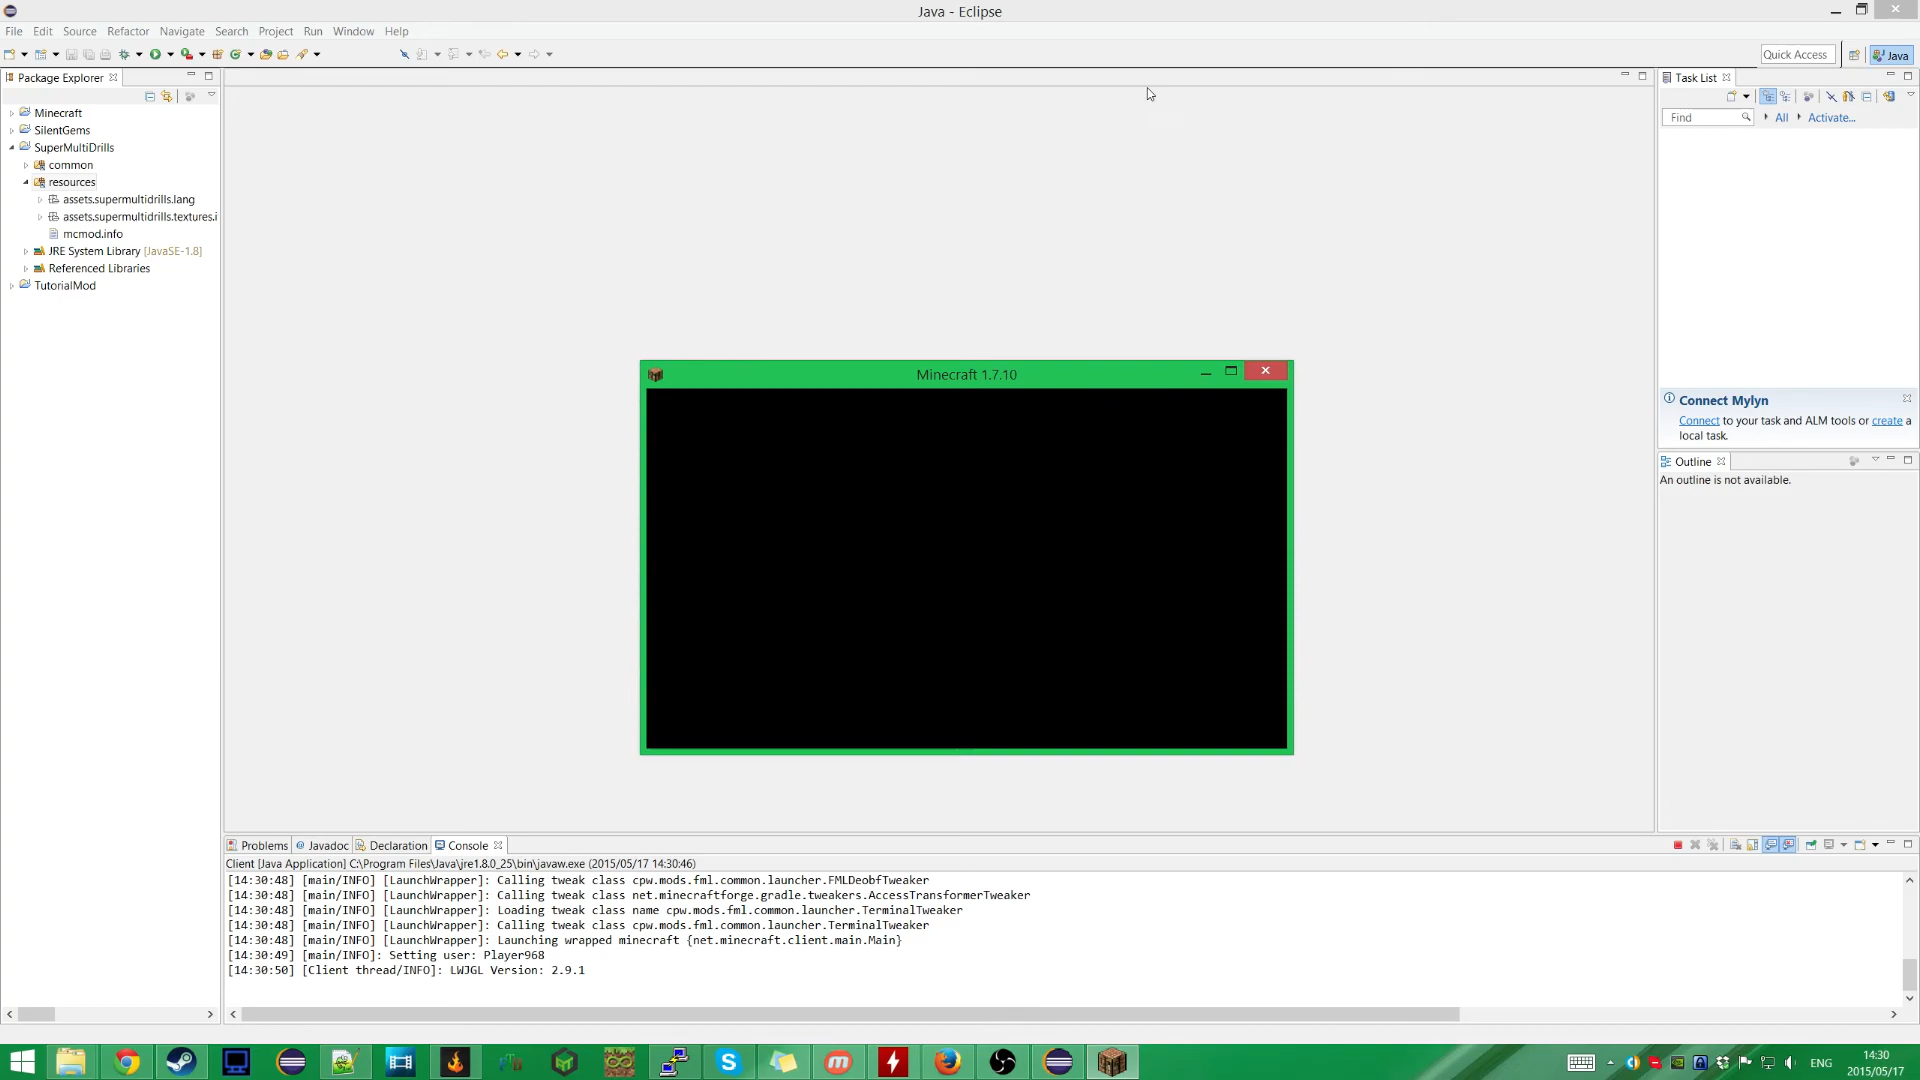 Java - Eclipse
File Edit Source Refactor Navigate Search Project Run Window Help
Quick Access
Java
Package Explorer
Minecraft
SilentGems
SuperMultiDrills
common
resources
assets.supermultidrills.lang
assets.supermultidrills.textures.i
mcmod.info
JRE System Library [JavaSE-1.8]
Referenced Libraries
TutorialMod
Minecraft 1.7.10
Task List
Find
All
Activate...
Connect Mylyn
Connect to your task and ALM tools or create a
local task.
Outline
An outline is not available.
Problems
Javadoc
Declaration
Console
Client [Java Application] C:\Program Files\Java\jre1.8.0_25\bin\javaw.exe (2015/05/17 14:30:46)
[14:30:48] [main/INFO] [LaunchWrapper]: Calling tweak class cpw.mods.fml.common.launcher.FMLDeobfTweaker
[14:30:48] [main/INFO] [LaunchWrapper]: Calling tweak class net.minecraftforge.gradle.tweakers.AccessTransformerTweaker
[14:30:48] [main/INFO] [LaunchWrapper]: Loading tweak class name cpw.mods.fml.common.launcher.TerminalTweaker
[14:30:48] [main/INFO] [LaunchWrapper]: Calling tweak class cpw.mods.fml.common.launcher.TerminalTweaker
[14:30:48] [main/INFO] [LaunchWrapper]: Launching wrapped minecraft {net.minecraft.client.main.Main}
[14:30:49] [main/INFO]: Setting user: Player968
[14:30:50] [Client thread/INFO]: LWJGL Version: 2.9.1
ENG
14:30
2015/05/17